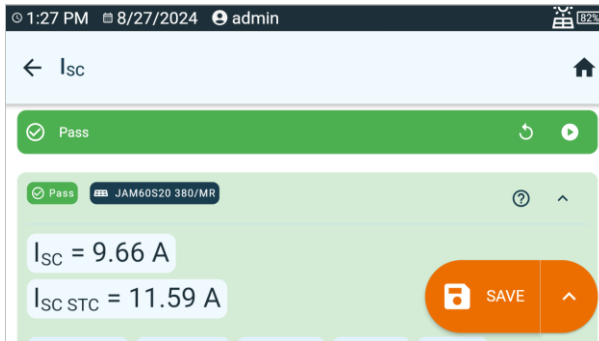 1:27 PM 8/27/2024 admin 82%
Isc
Pass
Pass JAM60S20 380/MR
Isc = 9.66 A
Isc STC = 11.59 A
SAVE